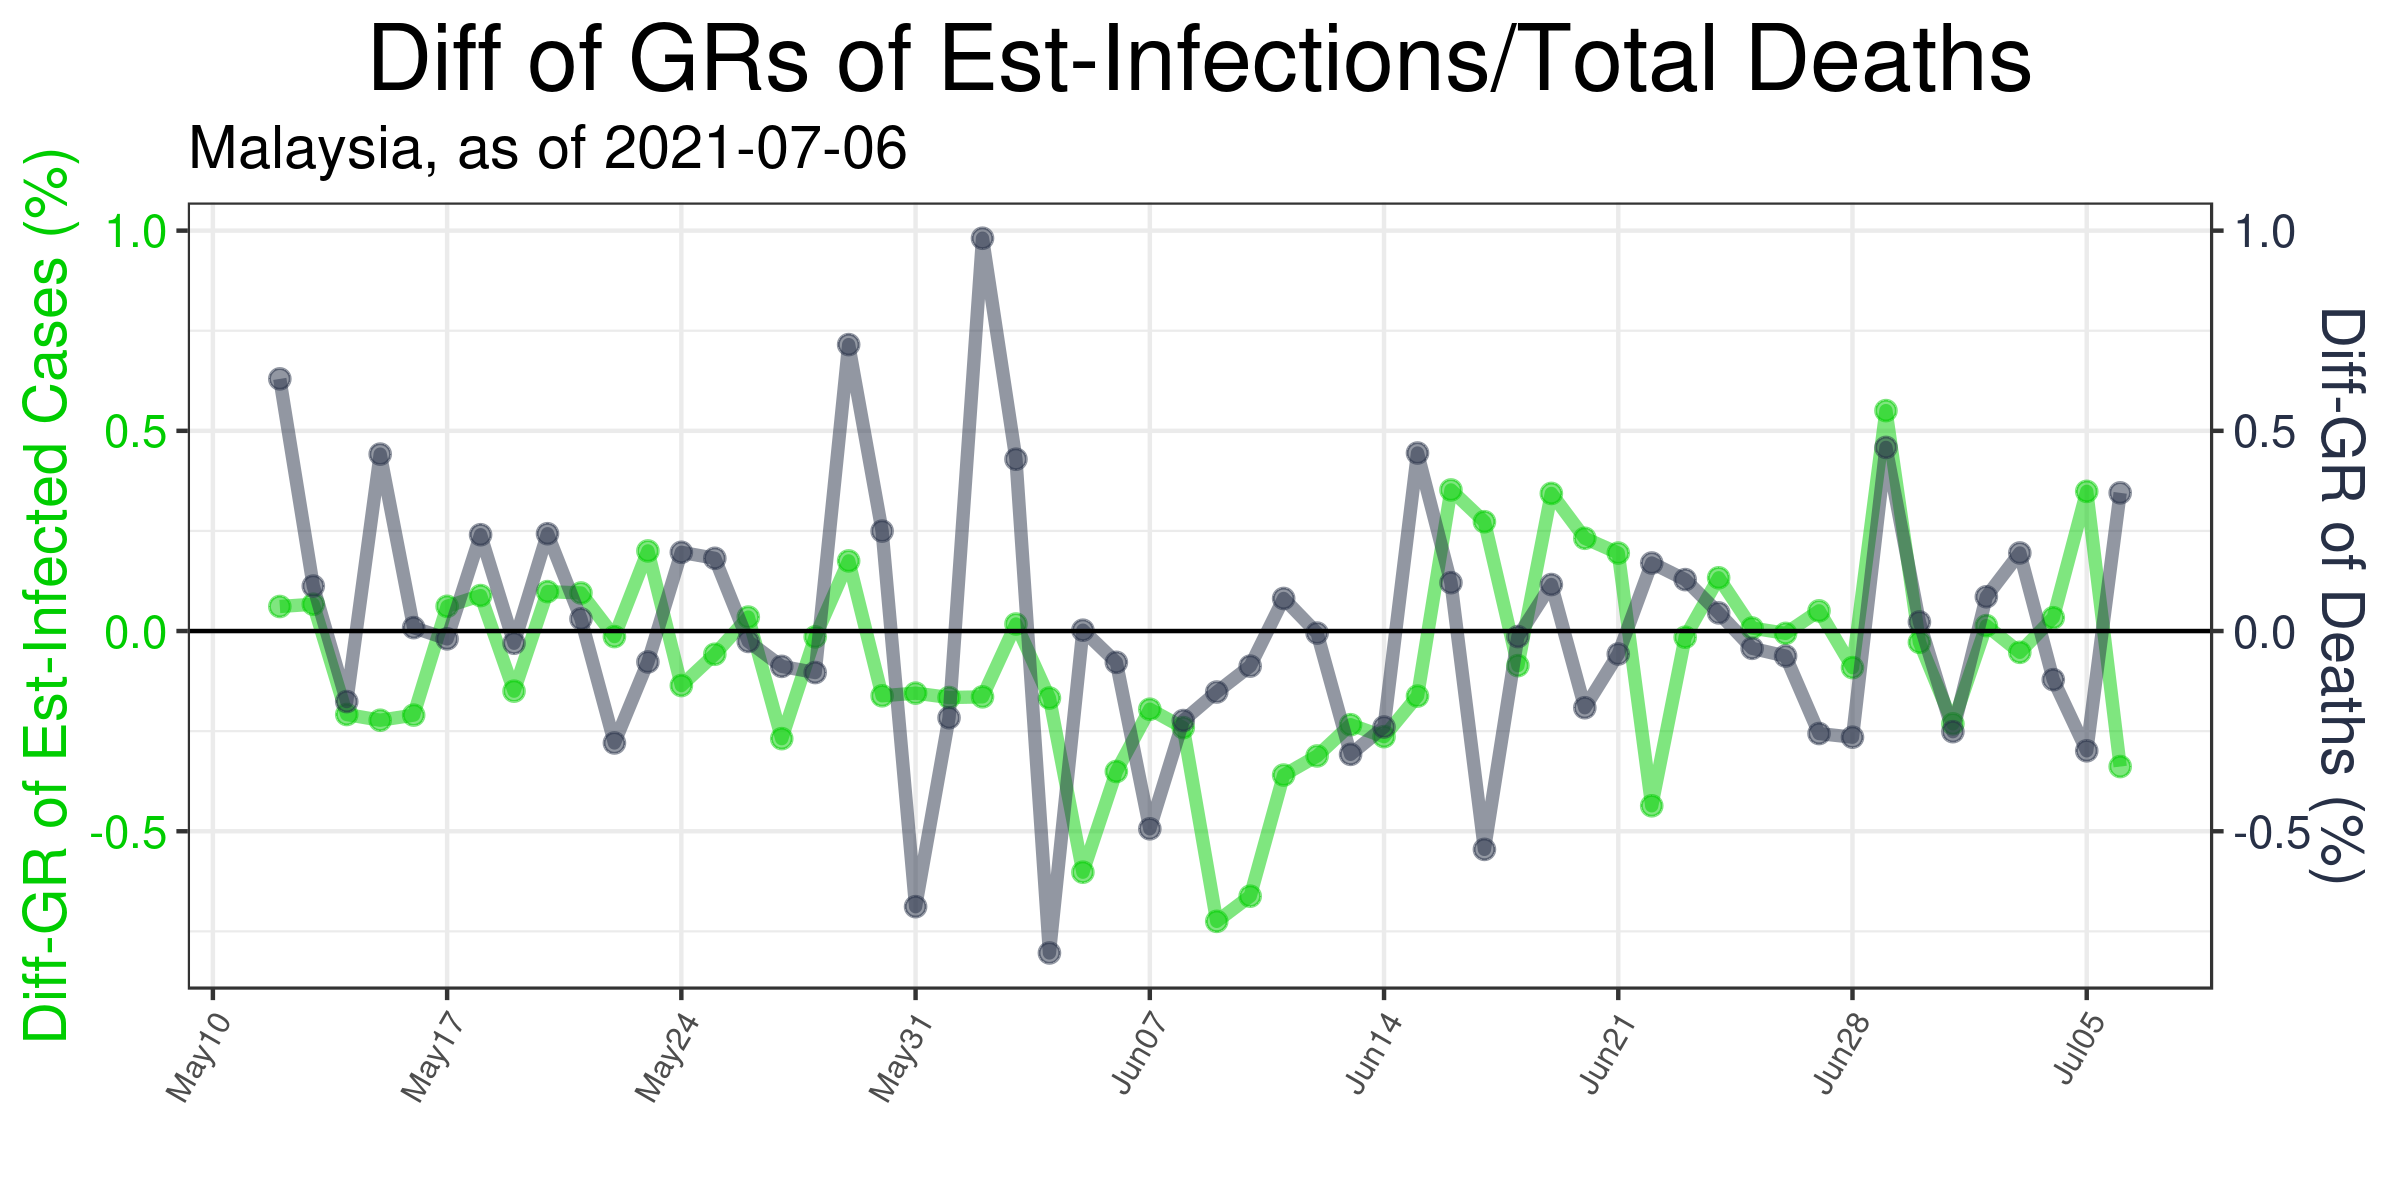 Diff of GRs of Est-Infections/Total Deaths
Malaysia, as of 2021-07-06
Diff-GR of Est-Infected Cases (%)
1.0
0.5
0.0
-0.5
1.0
0.5
0.0
-0.5
Diff-GR of Deaths (%)
May10
May17
May24
May31
Jun07
Jun14
Jun21
Jun28
Jul05